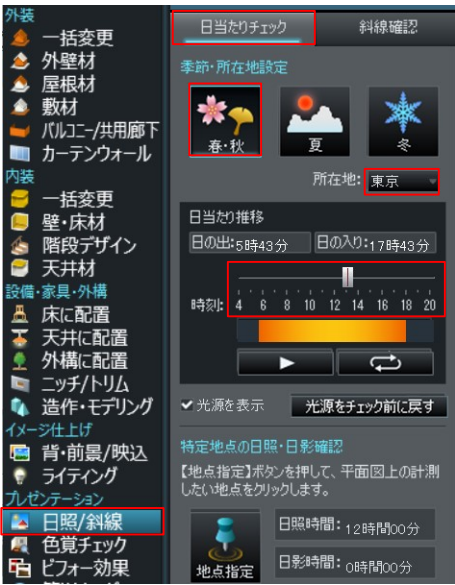 外装
一括変更
外壁材
屋根材
敷材
バルコニー/共用廊下
カーテンウォール
内装
一括変更
壁・床材
階段デザイン
天井材
設備・家具・外構
床に配置
天井に配置
外構に配置
ニッチ/トリム
造作・モデリング
イメージ仕上げ
背・前景/映込
ライティング
プレゼンテーション
日照/斜線
色覚チェック
ビフォー効果
日当たりチェック
斜線確認
季節・所在地設定
春・秋
夏
冬
所在地: 東京
日当たり推移
日の出:5時43分
日の入り:17時43分
時刻: 4 6 8 10 12 14 16 18 20
光源を表示
光源をチェック前に戻す
特定地点の日照・日影確認
【地点指定】ボタンを押して、平面図上の計測
したい地点をクリックします。
地点指定
日照時間: 12時間00分
日影時間: 0時間00分